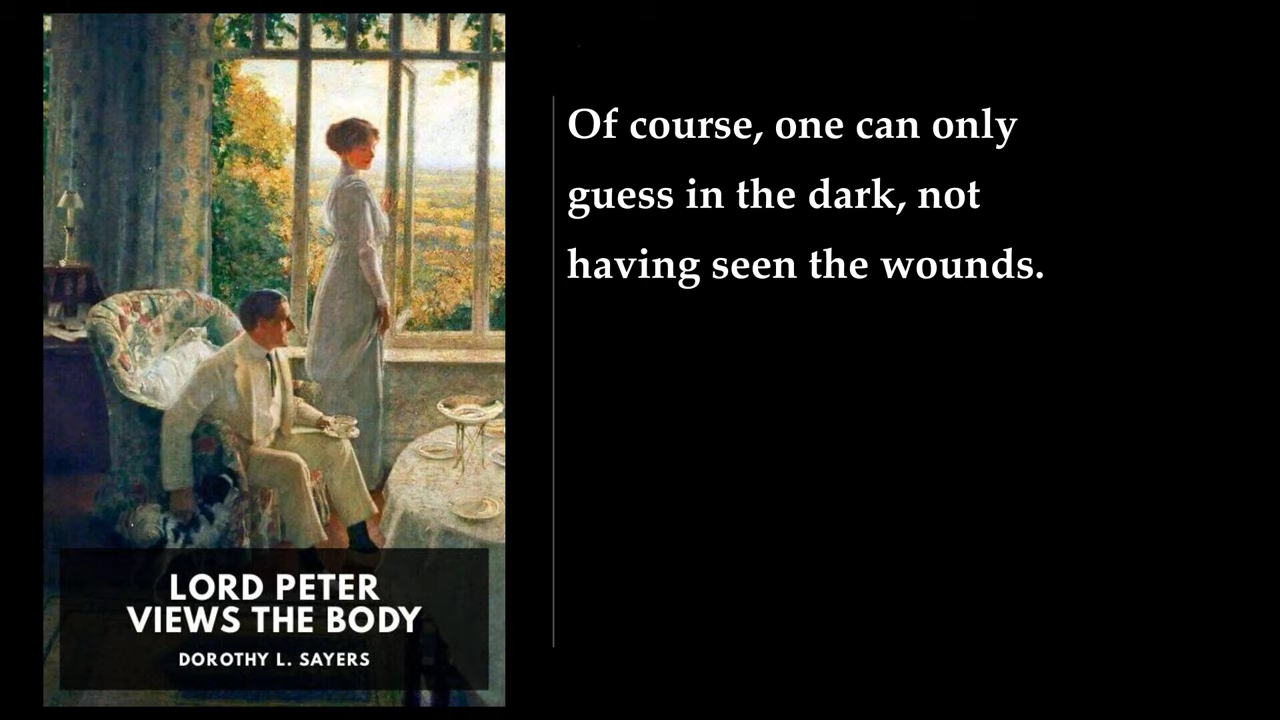 LORD PETER
VIEWS THE BODY
DOROTHY L. SAYERS
Of course, one can only
guess in the dark, not
having seen the wounds.